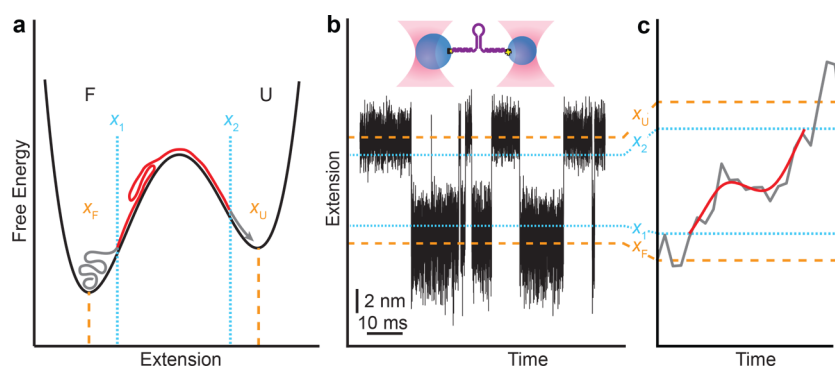 a
F
U
x1
x2
xF
xU
Free Energy
Extension
b
Extension
xU
x2
x1
xF
2 nm
10 ms
Time
c
Time